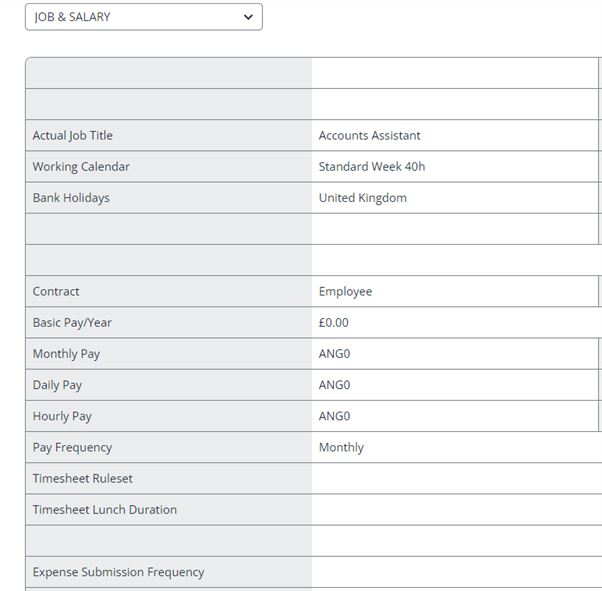 JOB & SALARY
Actual Job Title Accounts Assistant
Working Calendar Standard Week 40h
Bank Holidays United Kingdom
Contract Employee
Basic Pay/Year £0.00
Monthly Pay ANG0
Daily Pay ANG0
Hourly Pay ANG0
Pay Frequency Monthly
Timesheet Ruleset
Timesheet Lunch Duration
Expense Submission Frequency